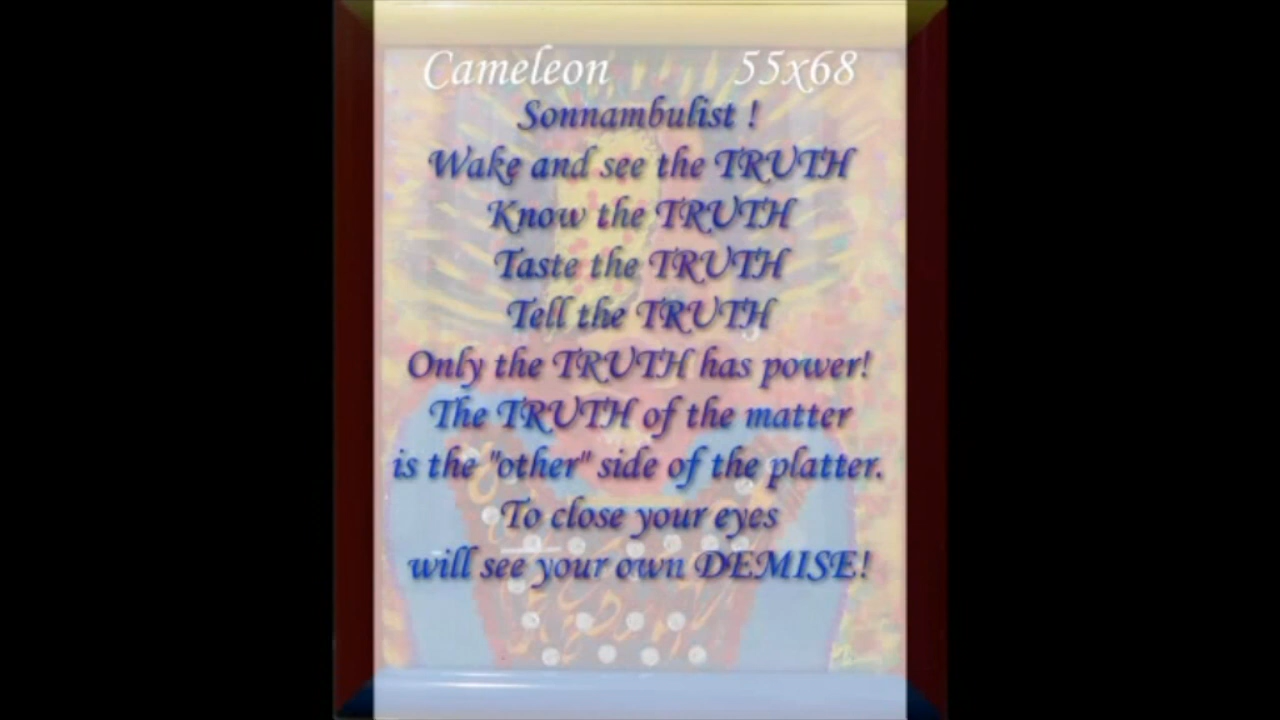 Cameleon 55x68
Sonnambulist !
Wake and see the TRUTH
Know the TRUTH
Taste the TRUTH
Tell the TRUTH
Only the TRUTH has power!
The TRUTH of the matter
is the "other" side of the platter.
To close your eyes
will see your own DEMISE!